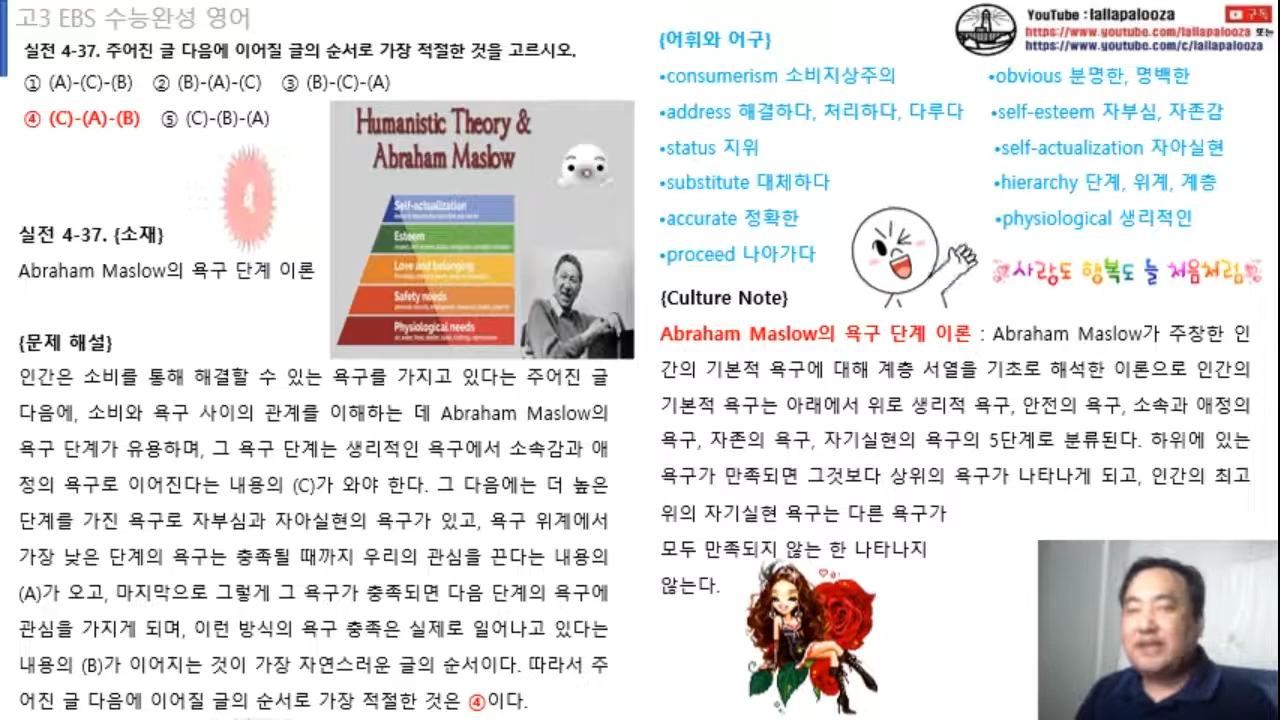 고3 EBS 수능완성 영어
실전 4-37. 주어진 글 다음에 이어질 글의 순서로 가장 적절한 것을 고르시오.
① (A)-(C)-(B) ② (B)-(A)-(C) ③ (B)-(C)-(A)
④ (C)-(A)-(B) ⑤ (C)-(B)-(A)
4
Humanistic Theory &
Abraham Maslow
Self-actualization
Esteem
Love and belonging
Safety needs
Physiological needs
실전 4-37. {소재}
Abraham Maslow의 욕구 단계 이론
{문제 해설}
인간은 소비를 통해 해결할 수 있는 욕구를 가지고 있다는 주어진 글
다음에, 소비와 욕구 사이의 관계를 이해하는 데 Abraham Maslow의
욕구 단계가 유용하며, 그 욕구 단계는 생리적인 욕구에서 소속감과 애
정의 욕구로 이어진다는 내용의 (C)가 와야 한다. 그 다음에는 더 높은
단계를 가진 욕구로 자부심과 자아실현의 욕구가 있고, 욕구 위계에서
가장 낮은 단계의 욕구는 충족될 때까지 우리의 관심을 끈다는 내용의
(A)가 오고, 마지막으로 그렇게 그 욕구가 충족되면 다음 단계의 욕구에
관심을 가지게 되며, 이런 방식의 욕구 충족은 실제로 일어나고 있다는
내용의 (B)가 이어지는 것이 가장 자연스러운 글의 순서이다. 따라서 주
어진 글 다음에 이어질 글의 순서로 가장 적절한 것은 ④이다.
YouTube : lallapalooza
구독
https://www.youtube.com/lallapalooza 또는
https://www.youtube.com/c/lallapalooza
{어휘와 어구}
•consumerism 소비지상주의 •obvious 분명한, 명백한
•address 해결하다, 처리하다, 다루다 •self-esteem 자부심, 자존감
•status 지위 •self-actualization 자아실현
•substitute 대체하다 •hierarchy 단계, 위계, 계층
•accurate 정확한 •physiological 생리적인
•proceed 나아가다
사랑도 행복도 늘 처음처럼
{Culture Note}
Abraham Maslow의 욕구 단계 이론 : Abraham Maslow가 주창한 인
간의 기본적 욕구에 대해 계층 서열을 기초로 해석한 이론으로 인간의
기본적 욕구는 아래에서 위로 생리적 욕구, 안전의 욕구, 소속과 애정의
욕구, 자존의 욕구, 자기실현의 욕구의 5단계로 분류된다. 하위에 있는
욕구가 만족되면 그것보다 상위의 욕구가 나타나게 되고, 인간의 최고
위의 자기실현 욕구는 다른 욕구가
모두 만족되지 않는 한 나타나지
않는다.